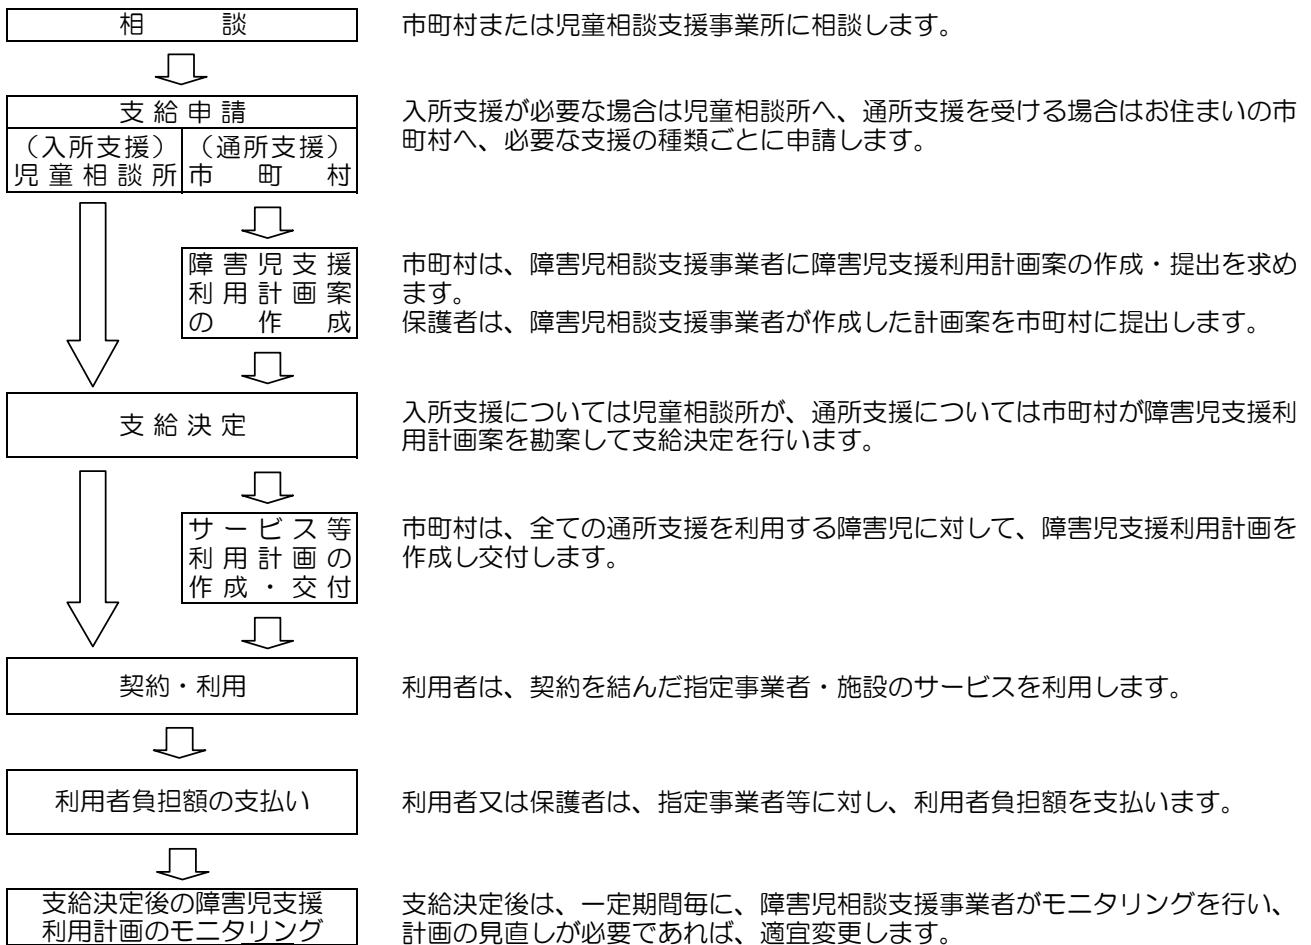 相談
市町村または児童相談支援事業所に相談します。
支給申請
（入所支援）
児童相談所
（通所支援）
市町村
入所支援が必要な場合は児童相談所へ、通所支援を受ける場合はお住まいの市
町村へ、必要な支援の種類ごとに申請します。
障害児支援
利用計画案
の作成
市町村は、障害児相談支援事業者に障害児支援利用計画案の作成・提出を求め
ます。
保護者は、障害児相談支援事業者が作成した計画案を市町村に提出します。
支給決定
入所支援については児童相談所が、通所支援については市町村が障害児支援利
用計画案を勘案して支給決定を行います。
サービス等
利用計画の
作成・交付
市町村は、全ての通所支援を利用する障害児に対して、障害児支援利用計画を
作成し交付します。
契約・利用
利用者は、契約を結んだ指定事業者・施設のサービスを利用します。
利用者負担額の支払い
利用者又は保護者は、指定事業者等に対し、利用者負担額を支払います。
支給決定後の障害児支援
利用計画のモニタリング
支給決定後は、一定期間毎に、障害児相談支援事業者がモニタリングを行い、
計画の見直しが必要であれば、適宜変更します。